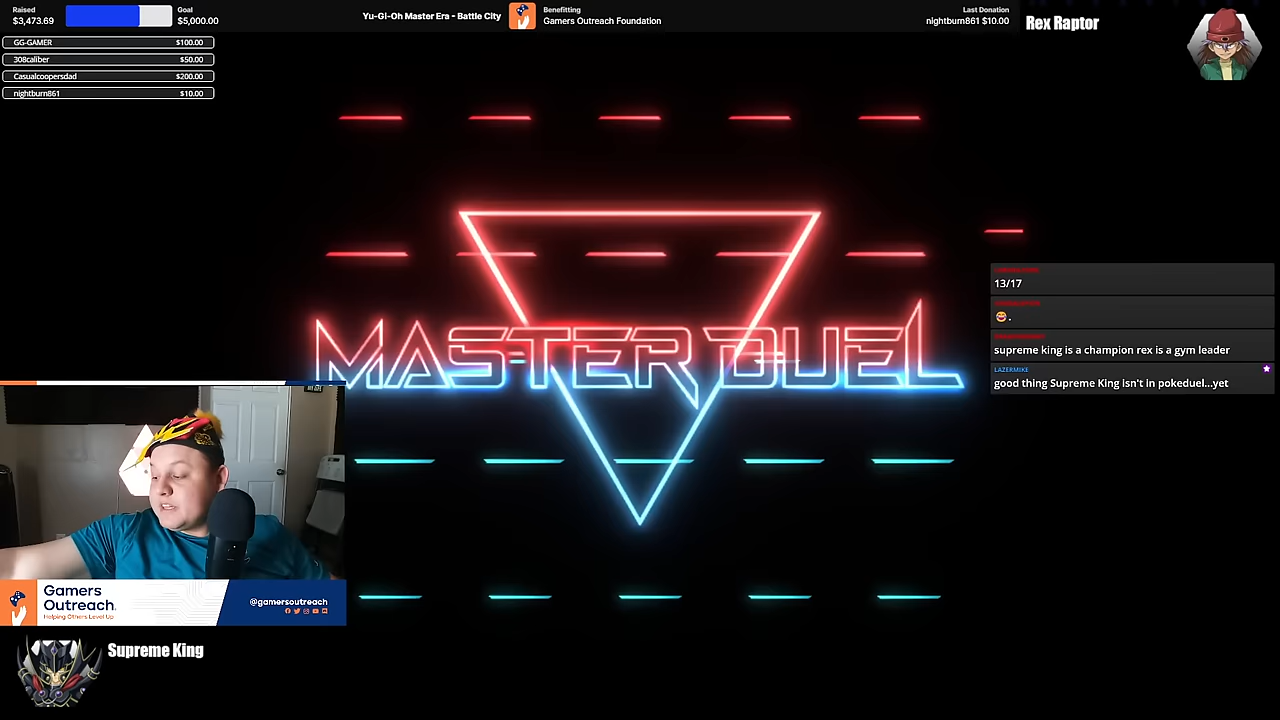 Raised
$3,473.69
Goal
$5,000.00
Yu-Gi-Oh Master Era - Battle City
Benefitting
Gamers Outreach Foundation
Last Donation
nightburn861 $10.00
Rex Raptor
GG-GAMER $100.00
308caliber $50.00
Casualcoopersdad $200.00
nightburn861 $10.00
MASTER DUEL
13/17
.
supreme king is a champion rex is a gym leader
LAZERMIKE
good thing Supreme King isn't in pokeduel...yet
Gamers
Outreach
Helping Others Level Up
@gamersoutreach
Supreme King